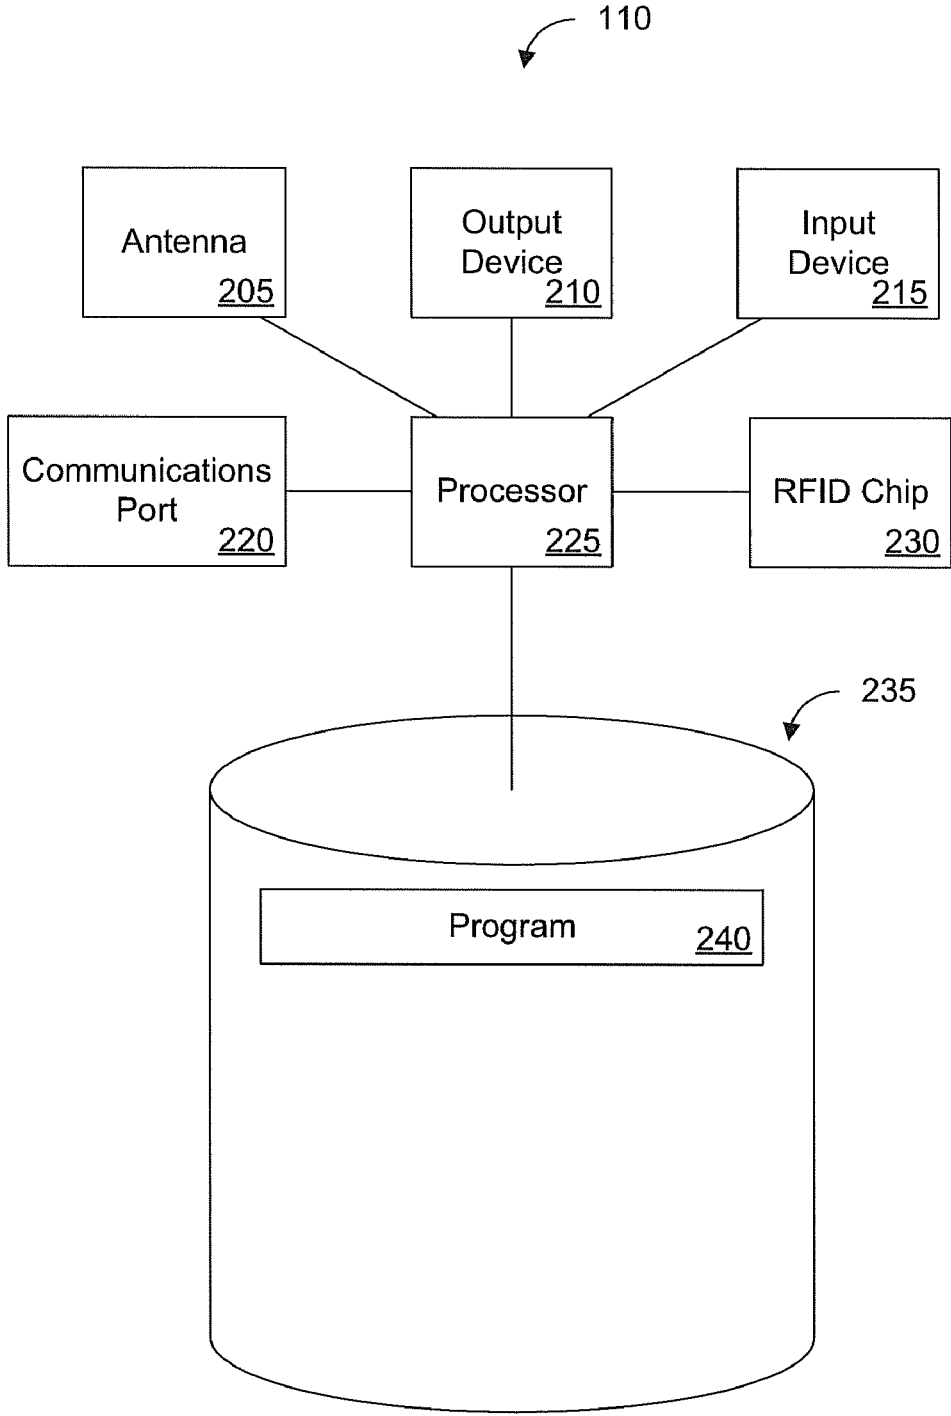 110
Antenna
205
Output
Device
210
Input
Device
215
Communications
Port
220
Processor
225
RFID Chip
230
235
Program
240